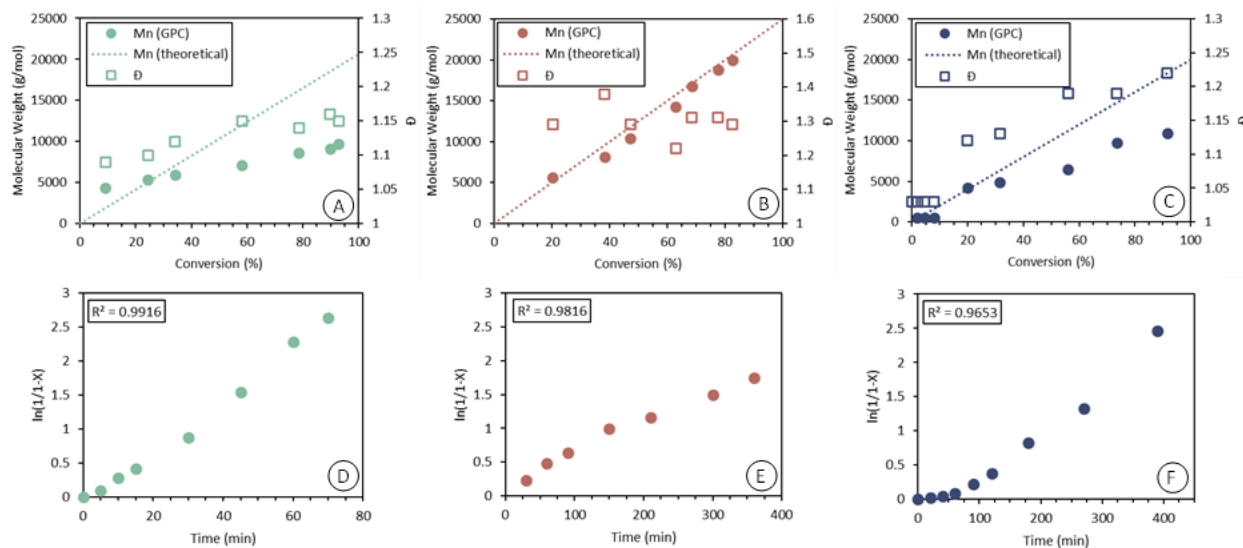 25000
20000
15000
10000
5000
0
Molecular Weight (g/mol)
Mn (GPC)
Mn (theoretical)
Đ
1.3
1.25
1.2
1.15
1.1
1.05
1
Đ
A
0 20 40 60 80 100
Conversion (%)
25000
20000
15000
10000
5000
0
Molecular Weight (g/mol)
Mn (GPC)
Mn (theoretical)
Đ
1.6
1.5
1.4
1.3
1.2
1.1
1
Đ
B
0 20 40 60 80 100
Conversion (%)
25000
20000
15000
10000
5000
0
Molecular Weight (g/mol)
Mn (GPC)
Mn (theoretical)
Đ
1.3
1.25
1.2
1.15
1.1
1.05
1
Đ
C
0 20 40 60 80 100
Conversion (%)
3
2.5
2
1.5
1
0.5
0
ln(1/1-X)
R² = 0.9916
D
0 20 40 60 80
Time (min)
3
2.5
2
1.5
1
0.5
0
ln(1/1-X)
R² = 0.9816
E
0 100 200 300 400
Time (min)
3
2.5
2
1.5
1
0.5
0
ln(1/1-X)
R² = 0.9653
F
0 100 200 300 400
Time (min)